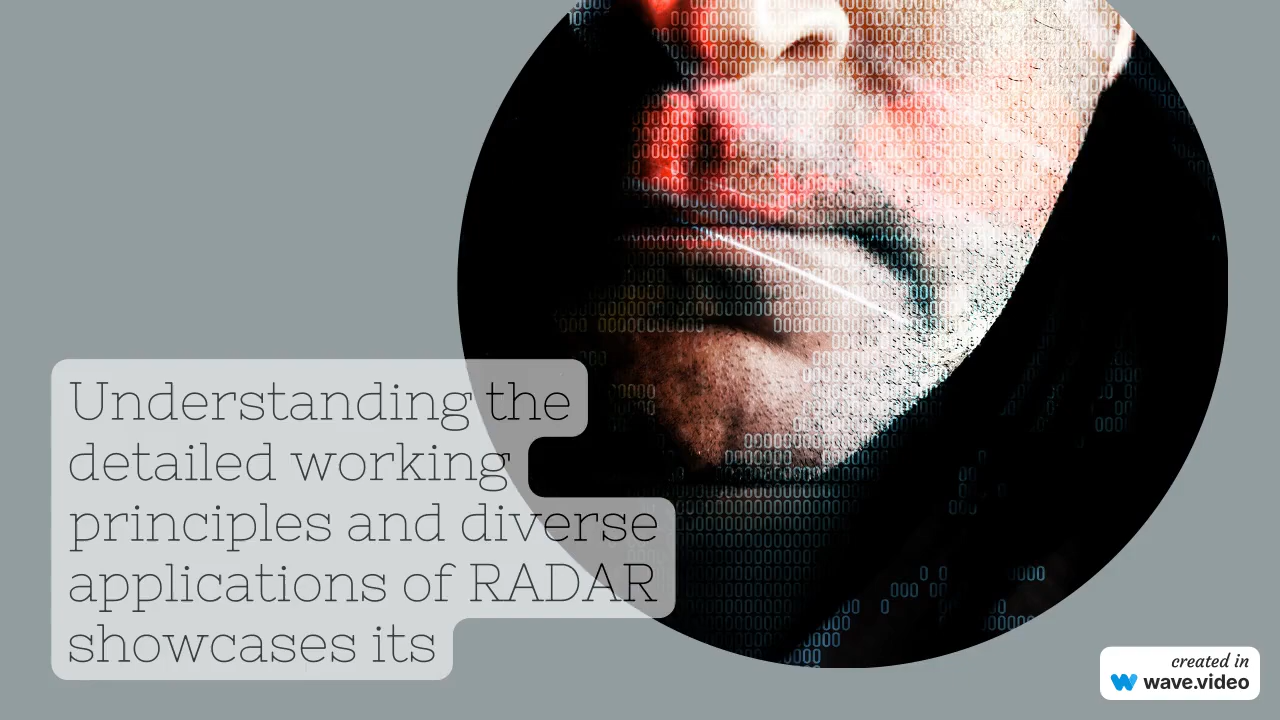 Understanding the
detailed working
principles and diverse
applications of RADAR
showcases its
created in
wave.video